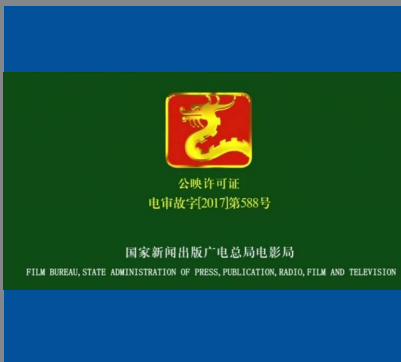 公映许可证
电审故字[2017]第588号
国家新闻出版广电总局电影局
FILM BUREAU, STATE ADMINISTRATION OF PRESS, PUBLICATION, RADIO, FILM AND TELEVISION